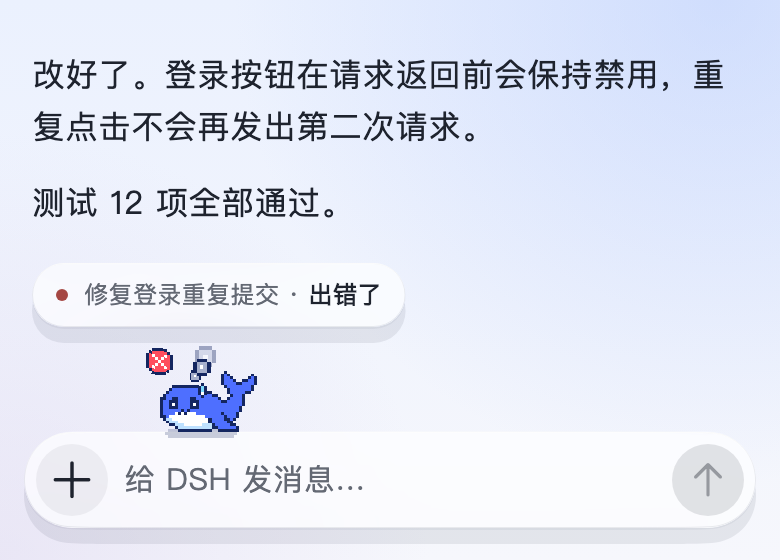 改好了。登录按钮在请求返回前会保持禁用，重
复点击不会再发出第二次请求。
测试 12 项全部通过。
修复登录重复提交 · 出错了
给 DSH 发消息…